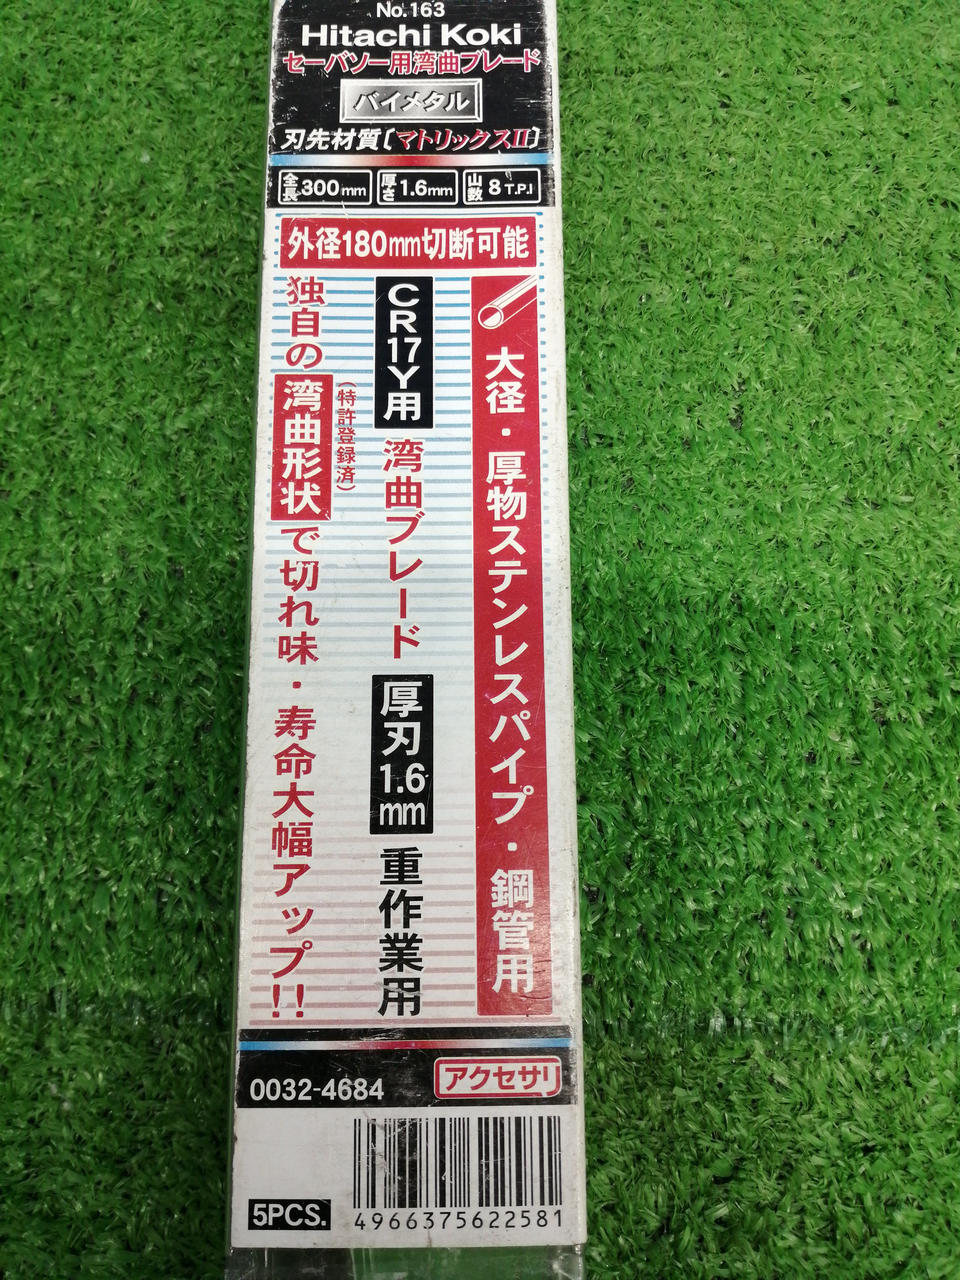 No.163
Hitachi Koki
セーバソー用湾曲ブレード
バイメタル
刃先材質〔マトリックスII〕
全長300mm 厚さ1.6mm 山数8T.P.I
外径180mm切断可能
大径・厚物ステンレスパイプ・鋼管用
CR17Y用 湾曲ブレード 厚刃1.6mm 重作業用
(特許登録済)
独自の湾曲形状で切れ味・寿命大幅アップ!!
0032-4684 アクセサリ
5PCS.
4966375622581